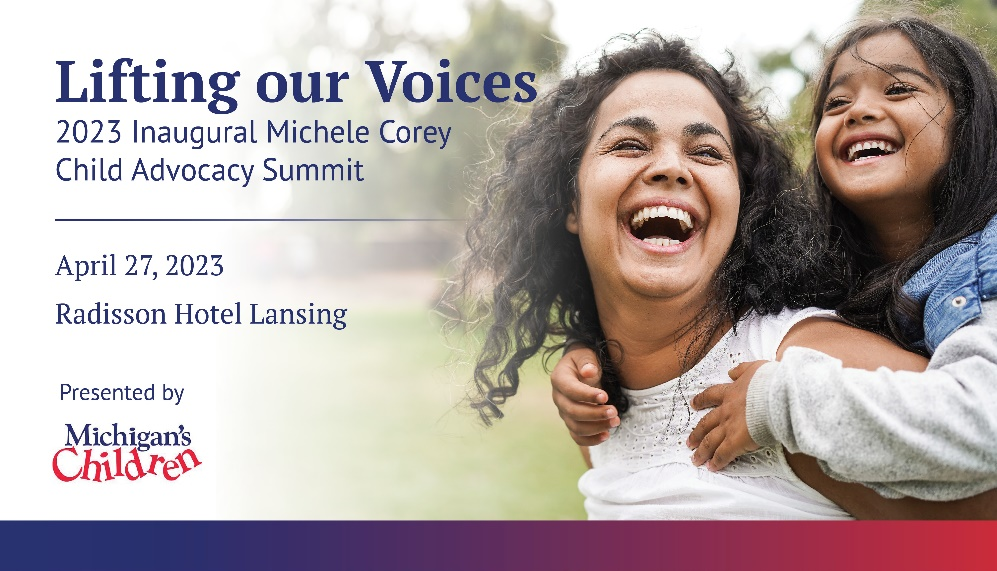 Lifting our Voices
2023 Inaugural Michele Corey
Child Advocacy Summit
April 27, 2023
Radisson Hotel Lansing
Presented by
Michigan's
Children